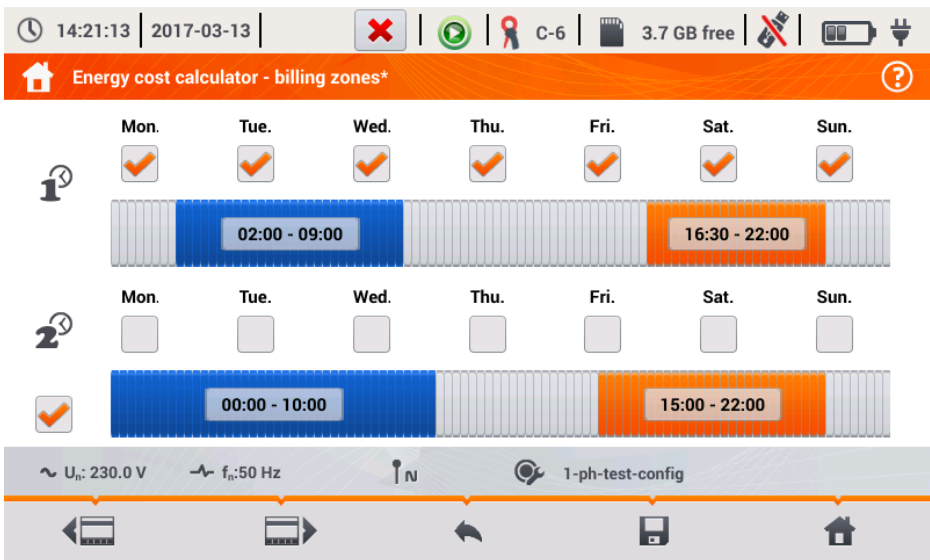 14:21:13 2017-03-13 C-6 3.7 GB free
Energy cost calculator - billing zones* ?
Mon. Tue. Wed. Thu. Fri. Sat. Sun.
1
02:00 - 09:00 16:30 - 22:00
Mon. Tue. Wed. Thu. Fri. Sat. Sun.
2
00:00 - 10:00 15:00 - 22:00
Un: 230.0 V fn:50 Hz N 1-ph-test-config